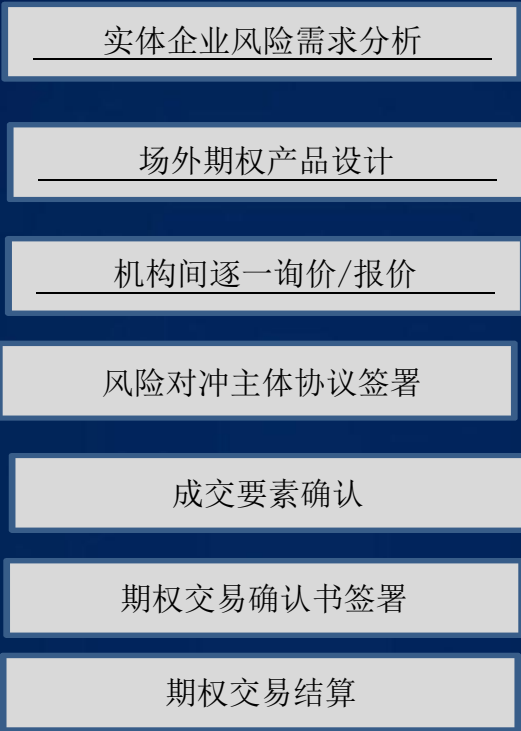 实体企业风险需求分析
场外期权产品设计
机构间逐一询价/报价
风险对冲主体协议签署
成交要素确认
期权交易确认书签署
期权交易结算